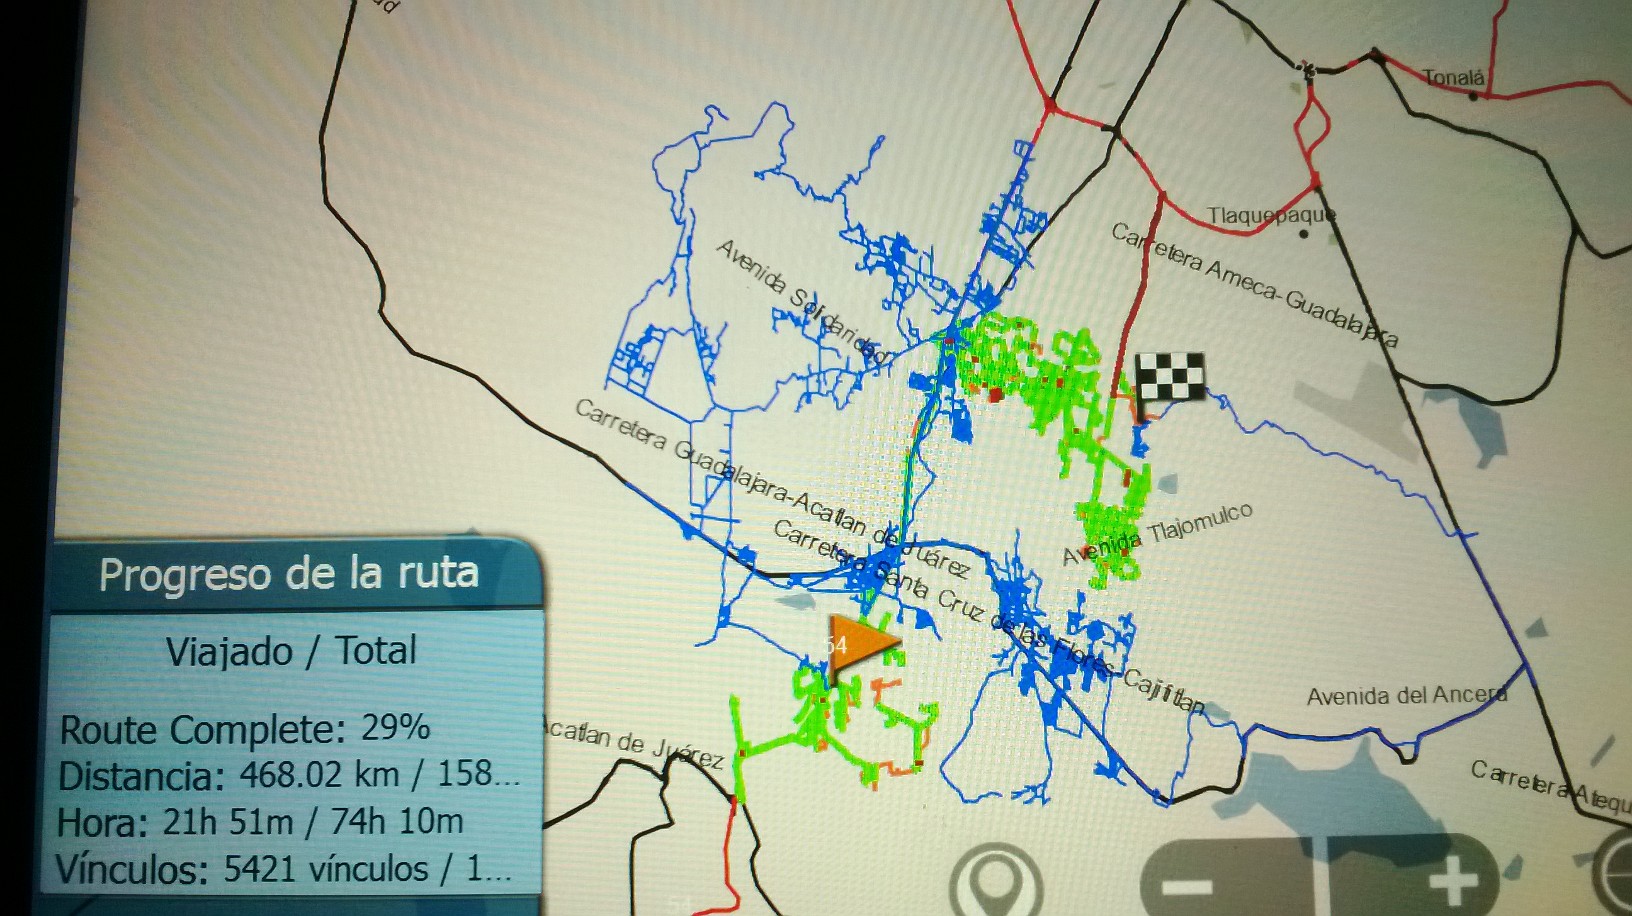 Tonalá
Tlaquepaque
Carretera Ameca-Guadalajara
Avenida Solidaridad
Carretera Guadalajara-Acatlan de Juárez
Carretera Santa Cruz de las Flores-Cajititlan
Avenida Tlajomulco
54
Avenida del Ancera
Acatlan de Juárez
Carretera Atequ
Progreso de la ruta
Viajado / Total
Route Complete: 29%
Distancia: 468.02 km / 158...
Hora: 21h 51m / 74h 10m
Vínculos: 5421 vínculos / 1...